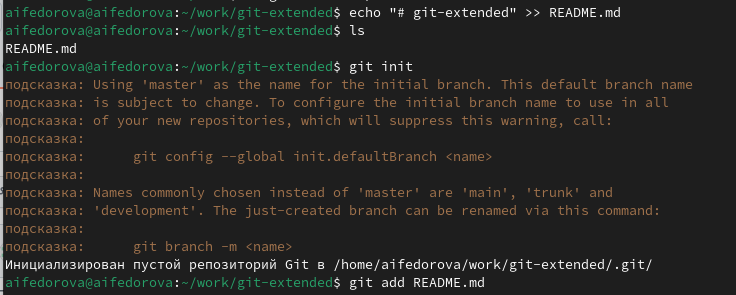 aifedorova@aifedorova:~/work/git-extended$ echo "# git-extended" >> README.md
aifedorova@aifedorova:~/work/git-extended$ ls
README.md
aifedorova@aifedorova:~/work/git-extended$ git init
подсказка: Using 'master' as the name for the initial branch. This default branch name
подсказка: is subject to change. To configure the initial branch name to use in all
подсказка: of your new repositories, which will suppress this warning, call:
подсказка:
подсказка:      git config --global init.defaultBranch <name>
подсказка:
подсказка: Names commonly chosen instead of 'master' are 'main', 'trunk' and
подсказка: 'development'. The just-created branch can be renamed via this command:
подсказка:
подсказка:      git branch -m <name>
Инициализирован пустой репозиторий Git в /home/aifedorova/work/git-extended/.git/
aifedorova@aifedorova:~/work/git-extended$ git add README.md